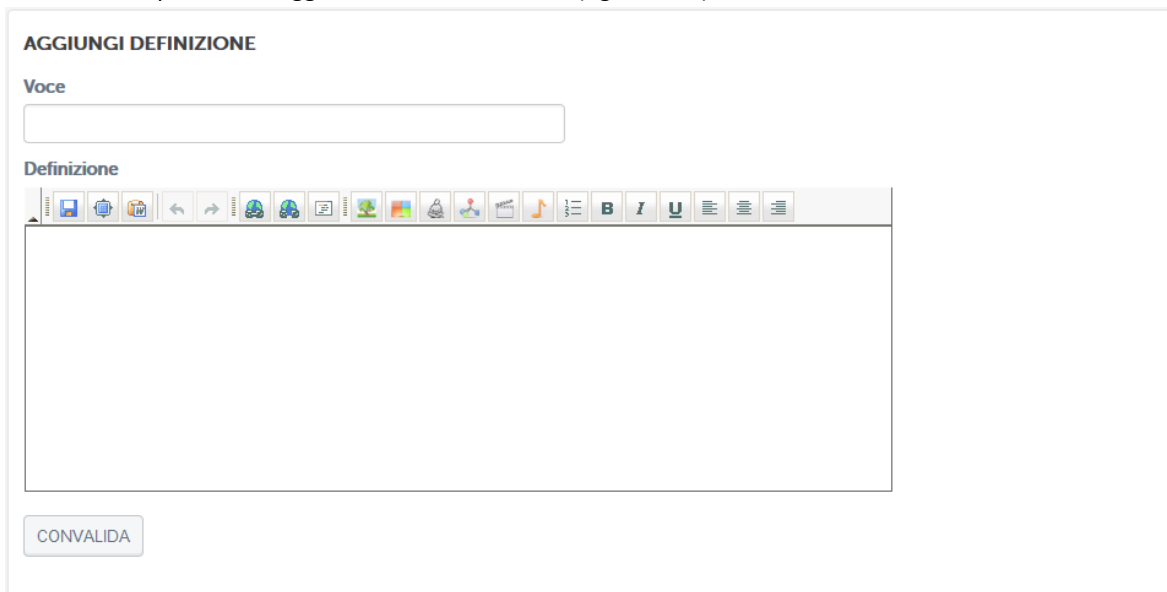 AGGIUNGI DEFINIZIONE
Voce
Definizione
B I U
CONVALIDA